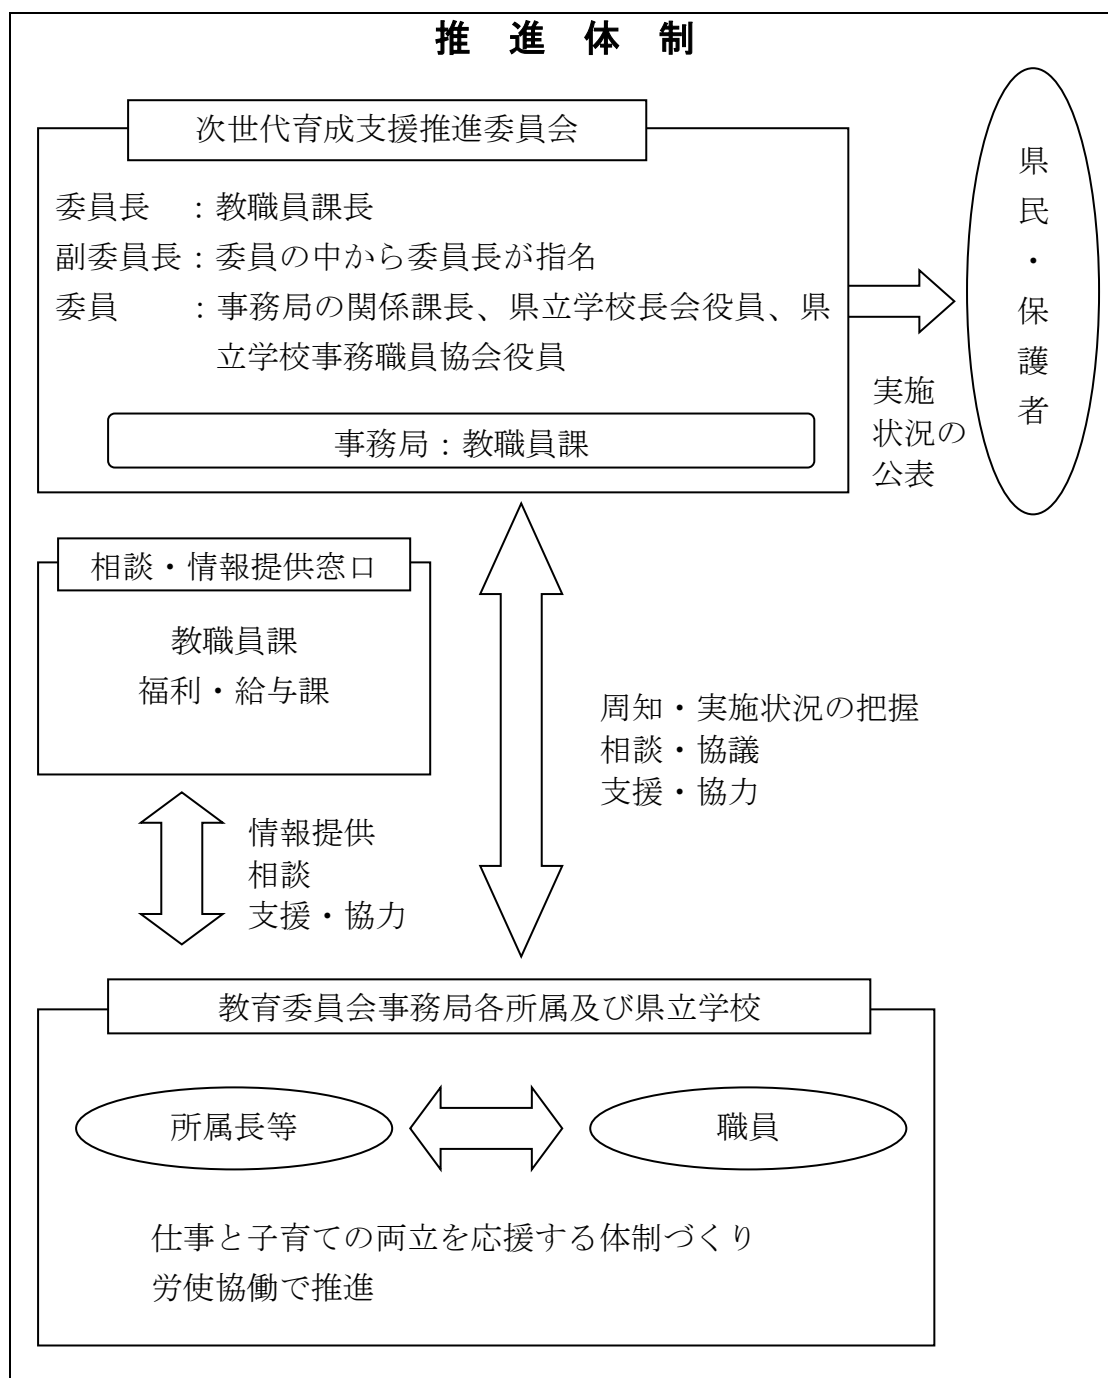 推進体制
次世代育成支援推進委員会
委員長　：教職員課長
副委員長：委員の中から委員長が指名
委員　　：事務局の関係課長、県立学校長会役員、県
立学校事務職員協会役員
事務局：教職員課
県民・保護者
実施
状況の
公表
相談・情報提供窓口
教職員課
福利・給与課
周知・実施状況の把握
相談・協議
支援・協力
情報提供
相談
支援・協力
教育委員会事務局各所属及び県立学校
所属長等
職員
仕事と子育ての両立を応援する体制づくり
労使協働で推進